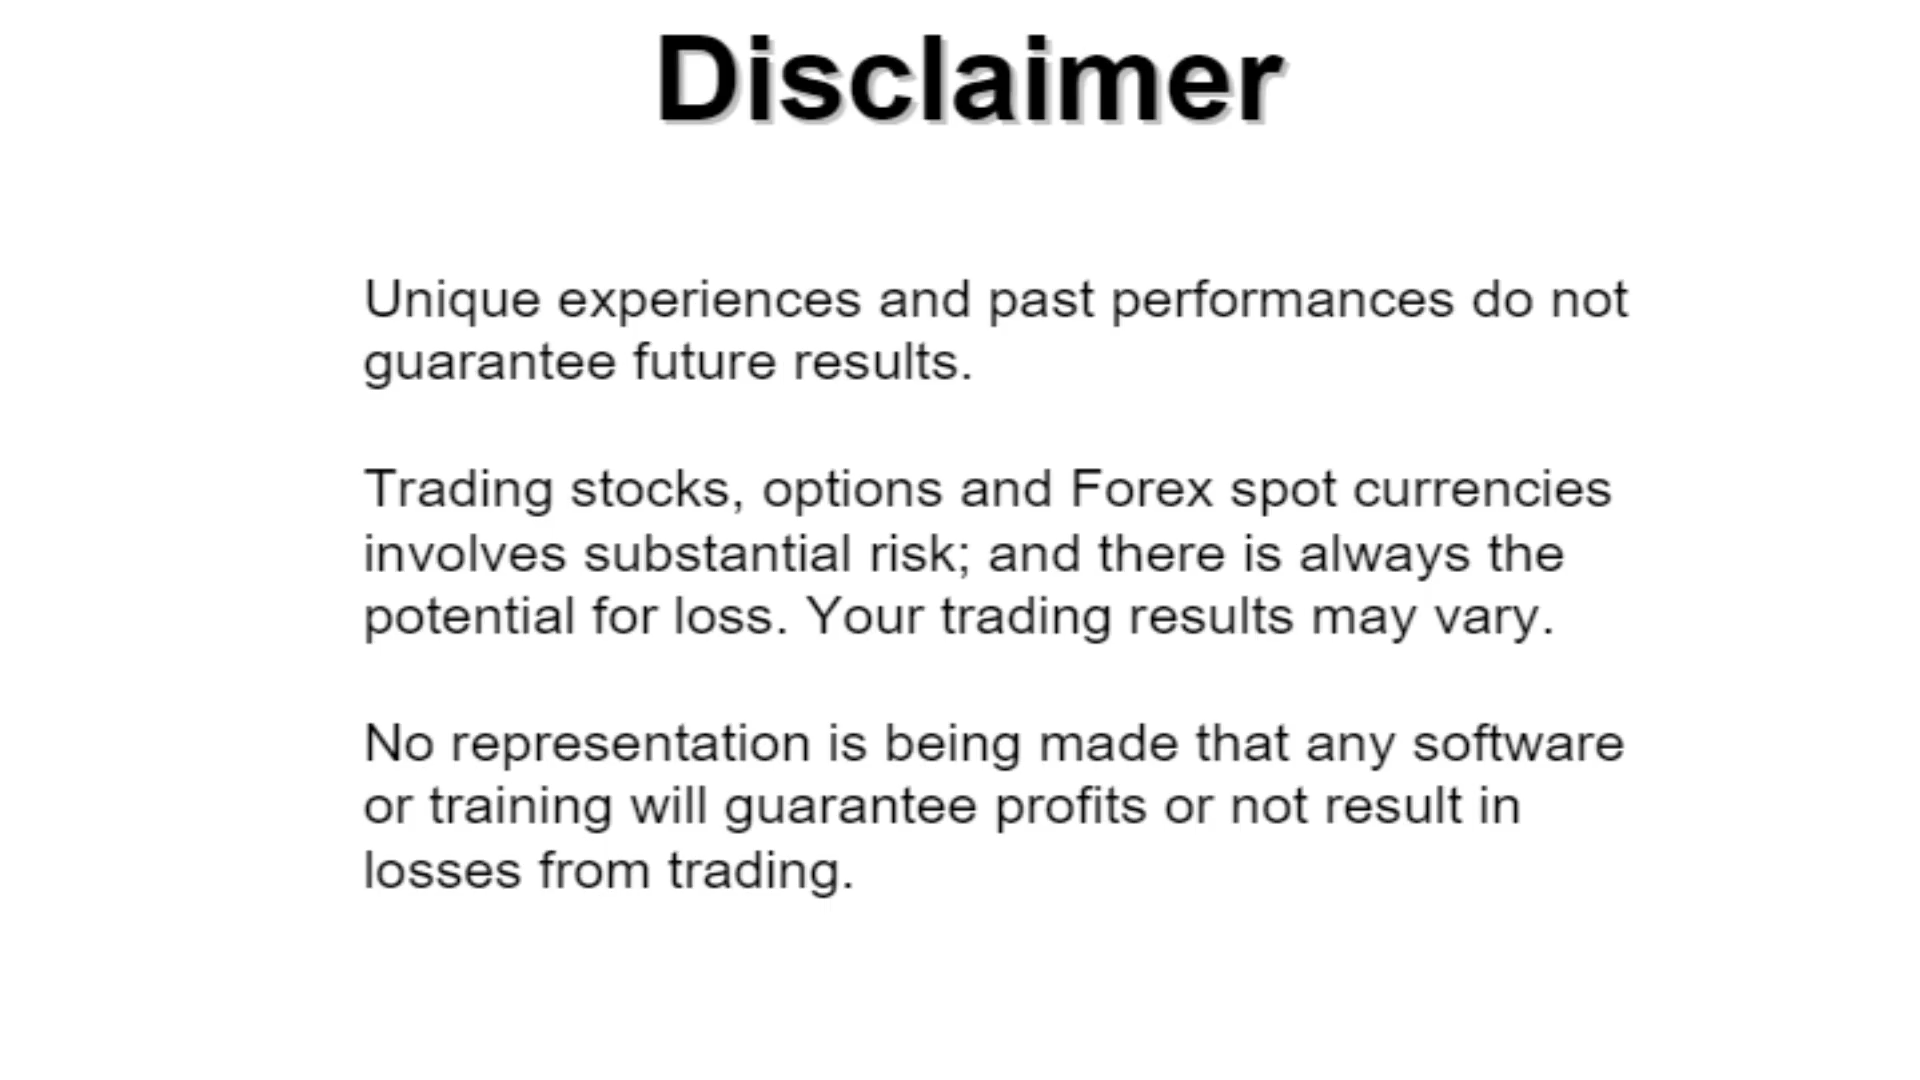 Disclaimer
Unique experiences and past performances do not
guarantee future results.
Trading stocks, options and Forex spot currencies
involves substantial risk; and there is always the
potential for loss. Your trading results may vary.
No representation is being made that any software
or training will guarantee profits or not result in
losses from trading.